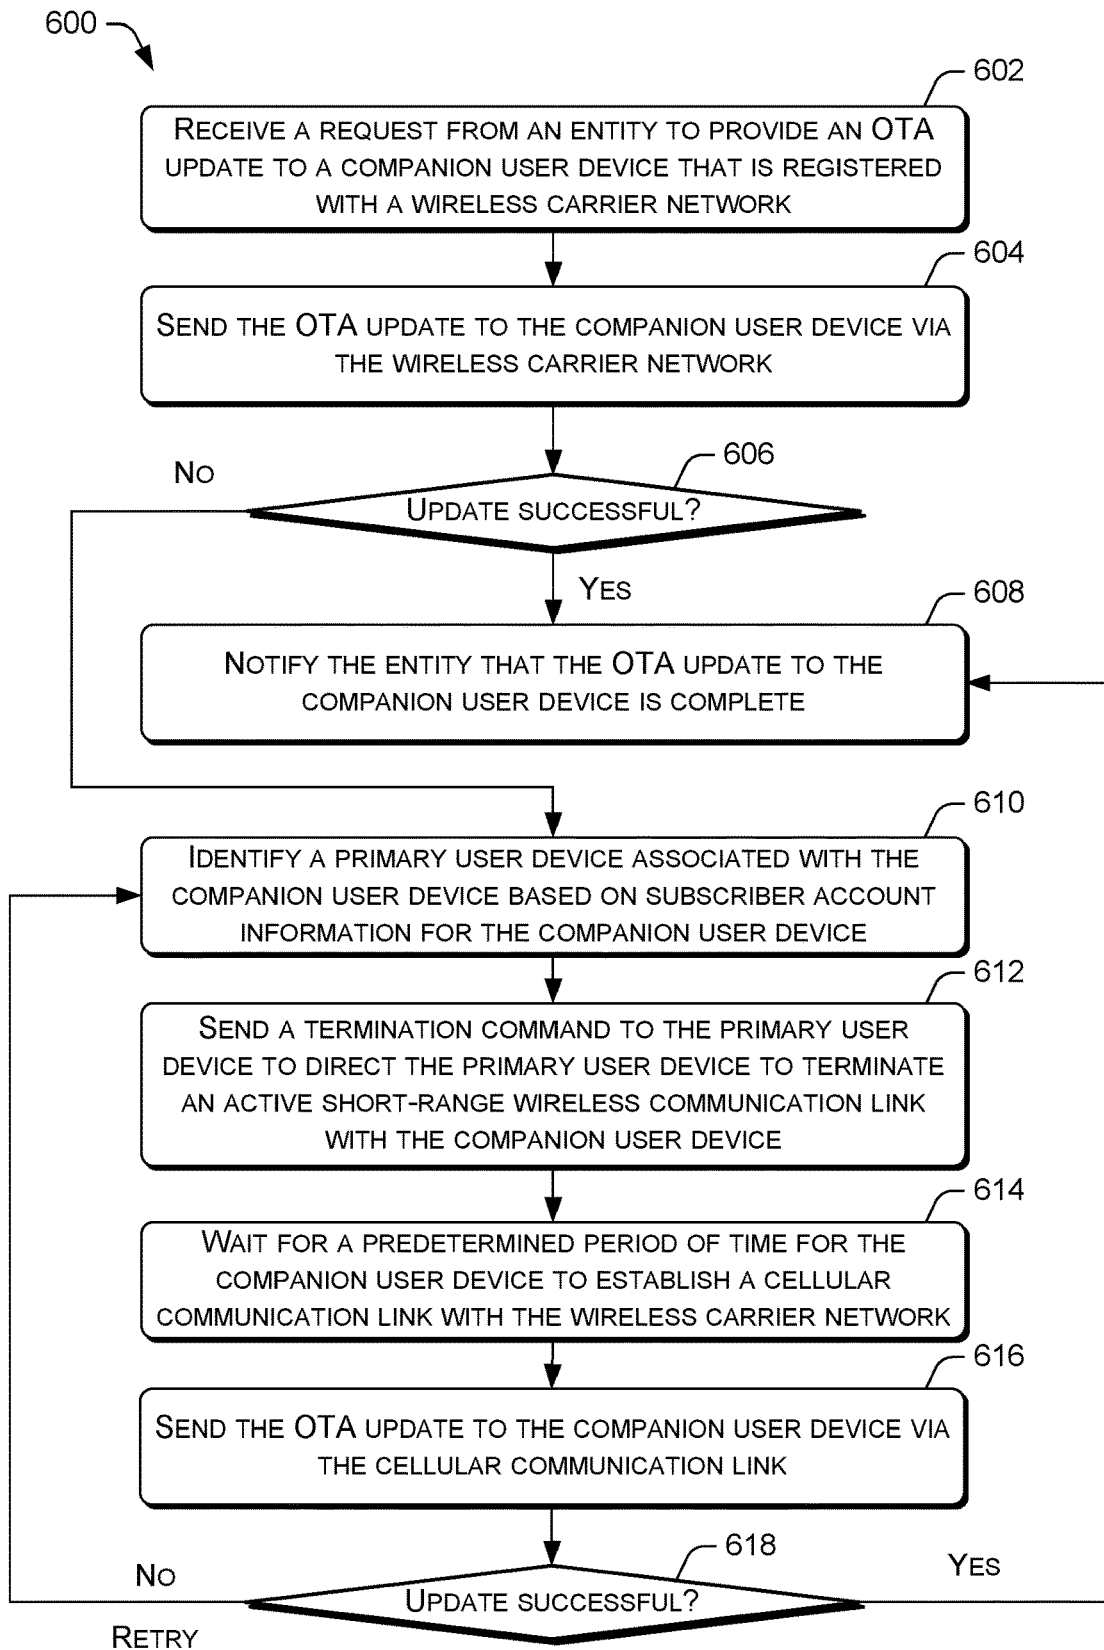 600
602
RECEIVE A REQUEST FROM AN ENTITY TO PROVIDE AN OTA
UPDATE TO A COMPANION USER DEVICE THAT IS REGISTERED
WITH A WIRELESS CARRIER NETWORK
604
SEND THE OTA UPDATE TO THE COMPANION USER DEVICE VIA
THE WIRELESS CARRIER NETWORK
606
NO
UPDATE SUCCESSFUL?
YES
608
NOTIFY THE ENTITY THAT THE OTA UPDATE TO THE
COMPANION USER DEVICE IS COMPLETE
610
IDENTIFY A PRIMARY USER DEVICE ASSOCIATED WITH THE
COMPANION USER DEVICE BASED ON SUBSCRIBER ACCOUNT
INFORMATION FOR THE COMPANION USER DEVICE
612
SEND A TERMINATION COMMAND TO THE PRIMARY USER
DEVICE TO DIRECT THE PRIMARY USER DEVICE TO TERMINATE
AN ACTIVE SHORT-RANGE WIRELESS COMMUNICATION LINK
WITH THE COMPANION USER DEVICE
614
WAIT FOR A PREDETERMINED PERIOD OF TIME FOR THE
COMPANION USER DEVICE TO ESTABLISH A CELLULAR
COMMUNICATION LINK WITH THE WIRELESS CARRIER NETWORK
616
SEND THE OTA UPDATE TO THE COMPANION USER DEVICE VIA
THE CELLULAR COMMUNICATION LINK
618
NO
YES
UPDATE SUCCESSFUL?
RETRY